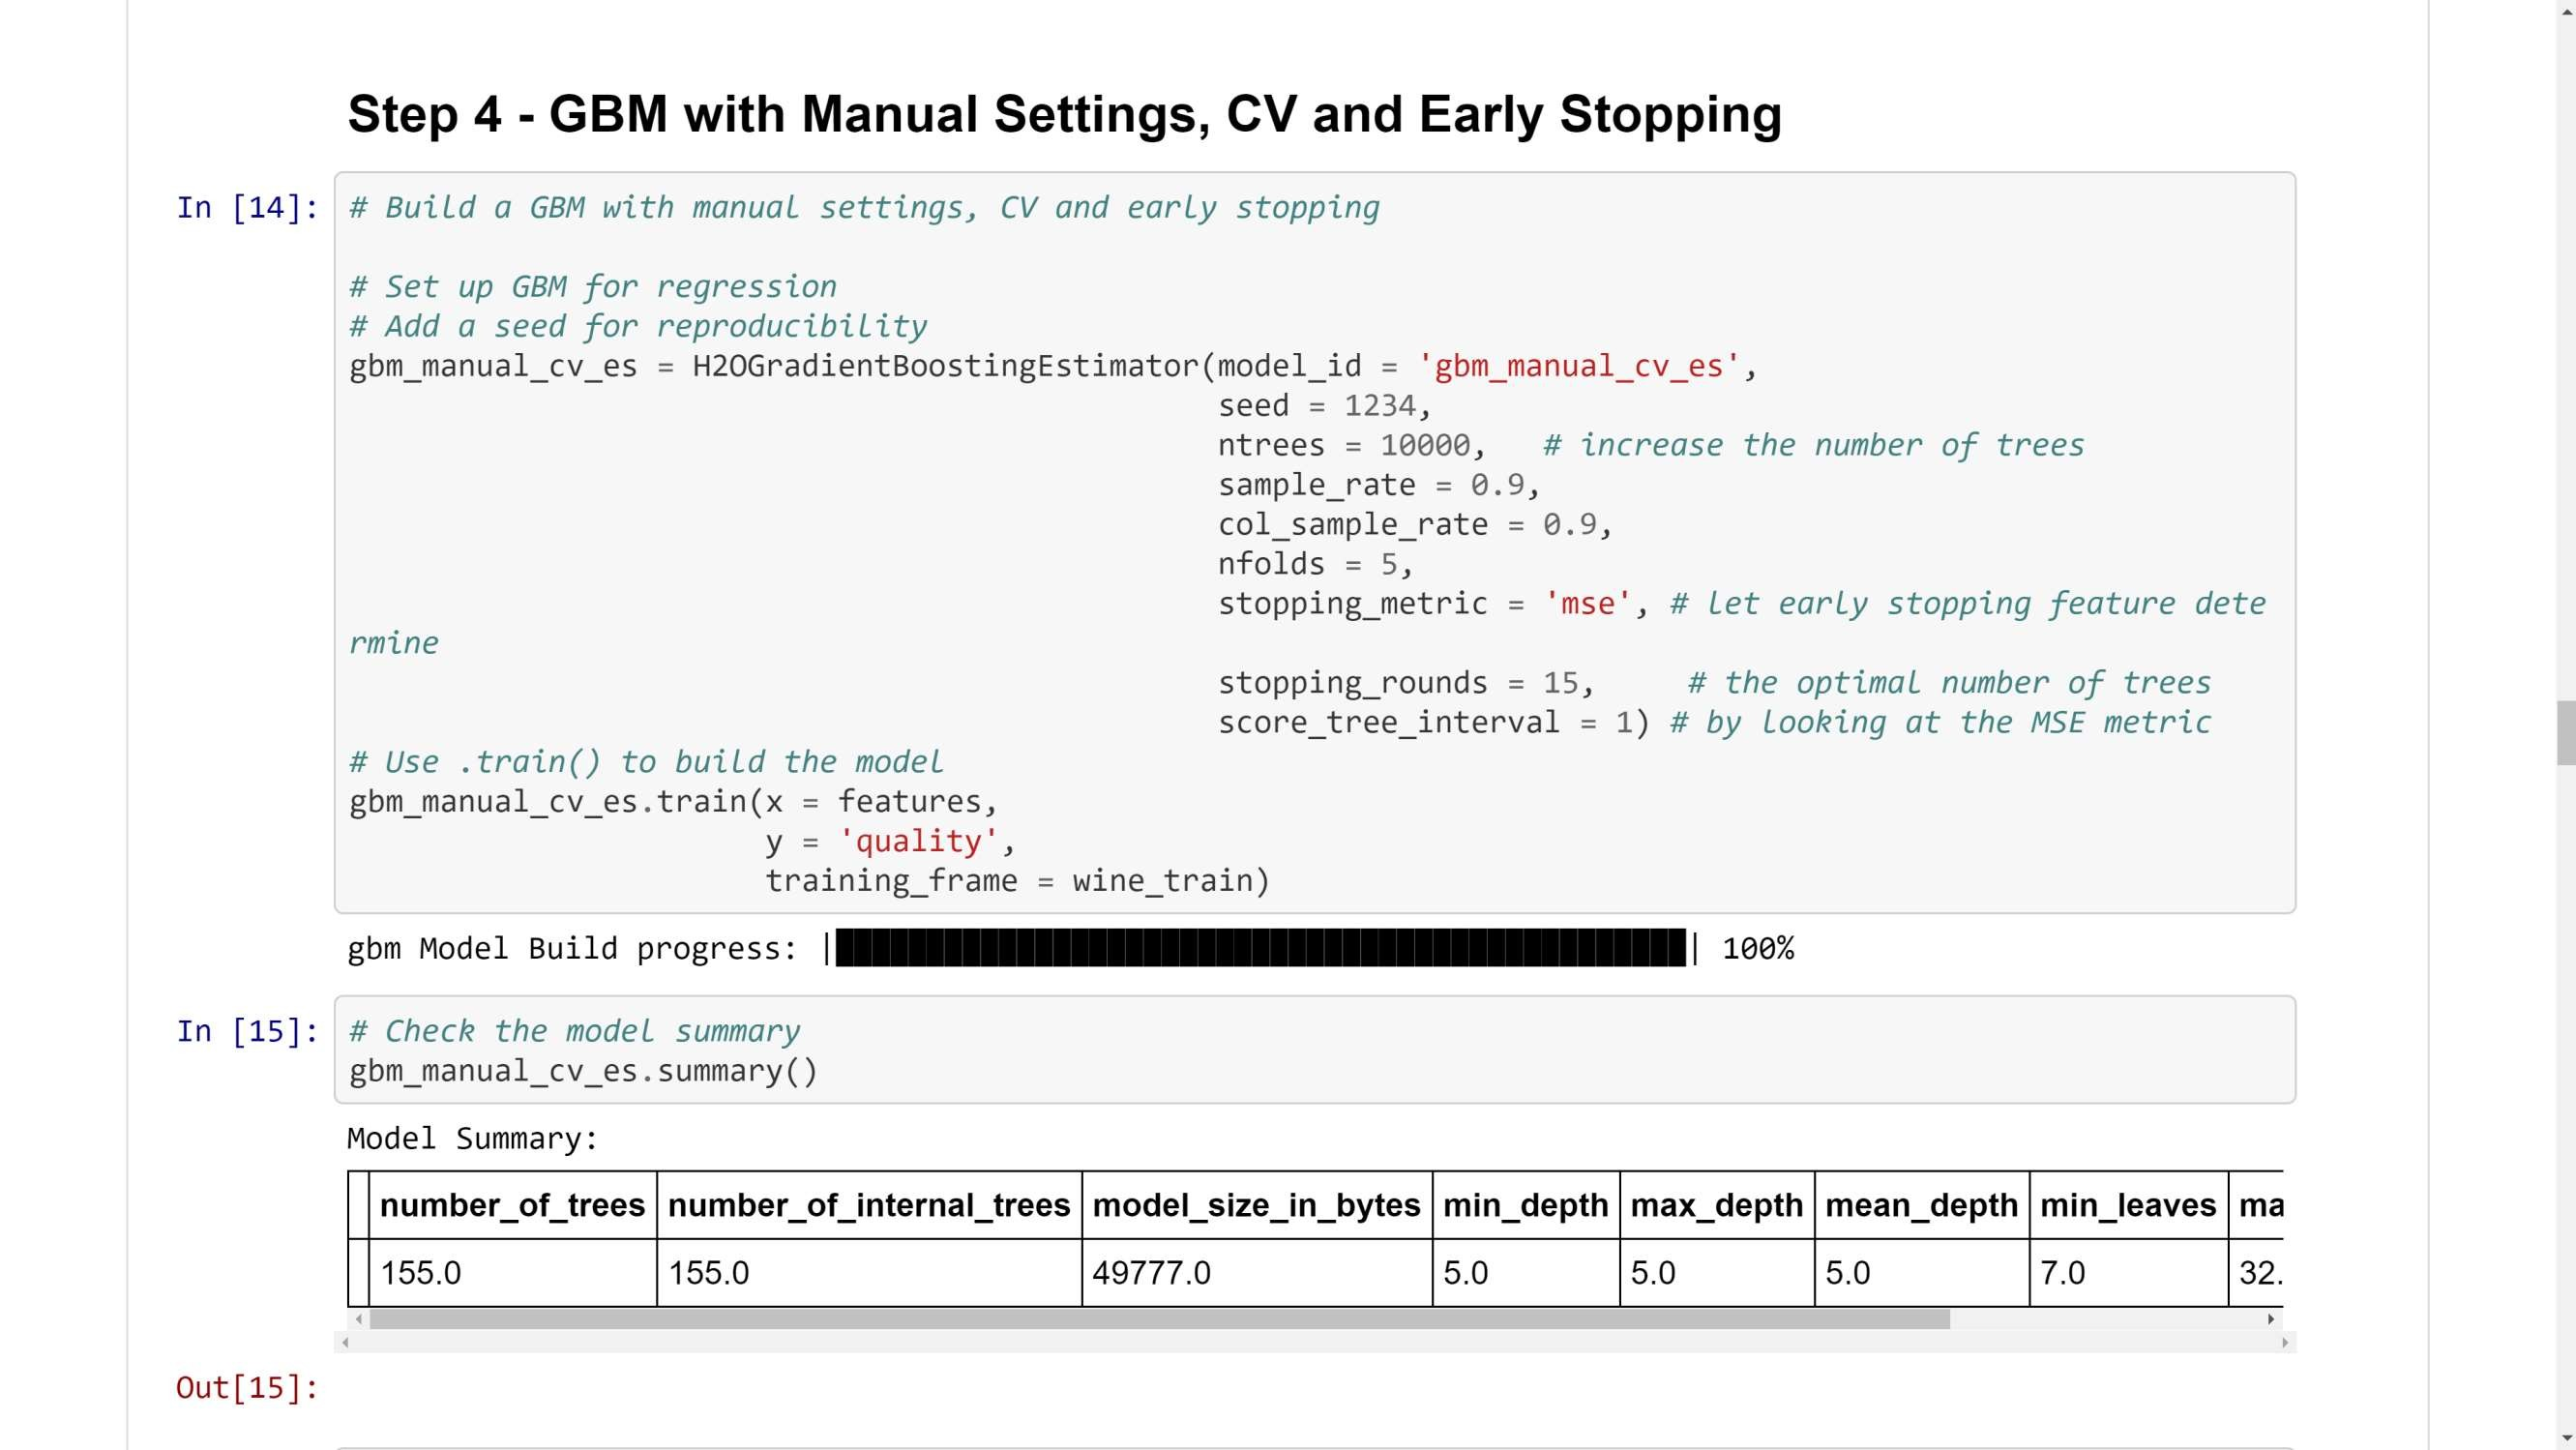 Step 4 - GBM with Manual Settings, CV and Early Stopping
In [14]: # Build a GBM with manual settings, CV and early stopping
# Set up GBM for regression
# Add a seed for reproducibility
gbm_manual_cv_es = H2OGradientBoostingEstimator(model_id = 'gbm_manual_cv_es',
seed = 1234,
ntrees = 10000, # increase the number of trees
sample_rate = 0.9,
col_sample_rate = 0.9,
nfolds = 5,
stopping_metric = 'mse', # let early stopping feature dete
rmine
stopping_rounds = 15, # the optimal number of trees
score_tree_interval = 1) # by looking at the MSE metric
# Use .train() to build the model
gbm_manual_cv_es.train(x = features,
y = 'quality',
training_frame = wine_train)
gbm Model Build progress: |███████████████████████████████████████████████| 100%
In [15]: # Check the model summary
gbm_manual_cv_es.summary()
Model Summary:
number_of_trees number_of_internal_trees model_size_in_bytes min_depth max_depth mean_depth min_leaves ma
155.0 155.0 49777.0 5.0 5.0 5.0 7.0 32.
Out[15]: